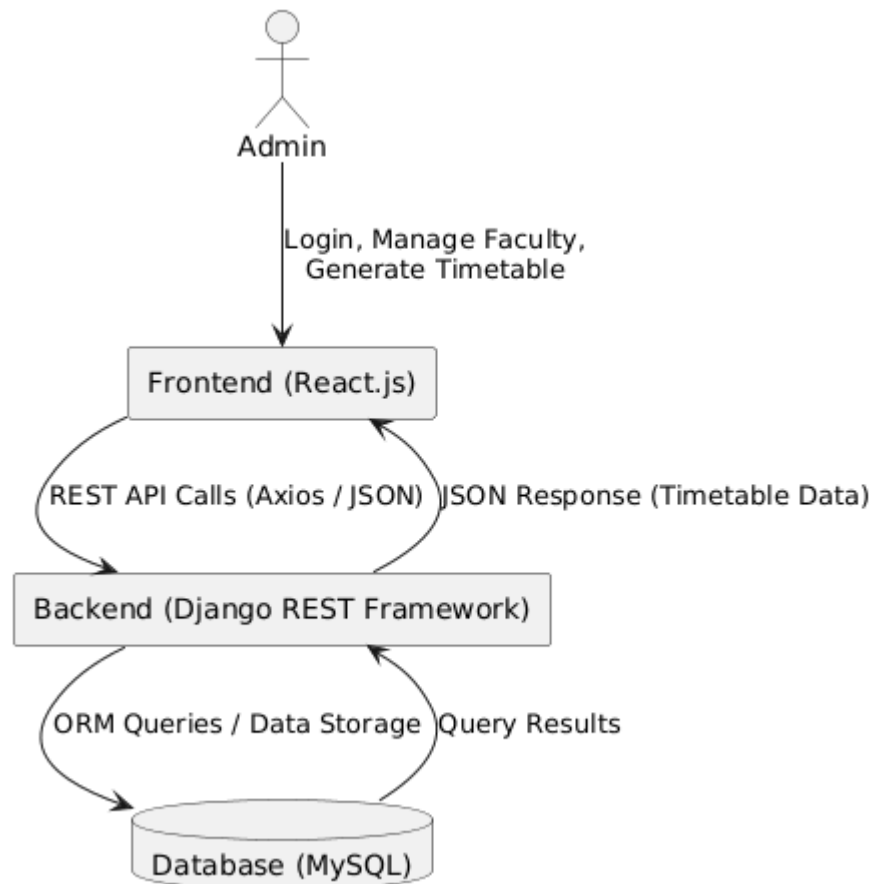 Admin
Login, Manage Faculty,
Generate Timetable
Frontend (React.js)
REST API Calls (Axios / JSON)
JSON Response (Timetable Data)
Backend (Django REST Framework)
ORM Queries / Data Storage
Query Results
Database (MySQL)